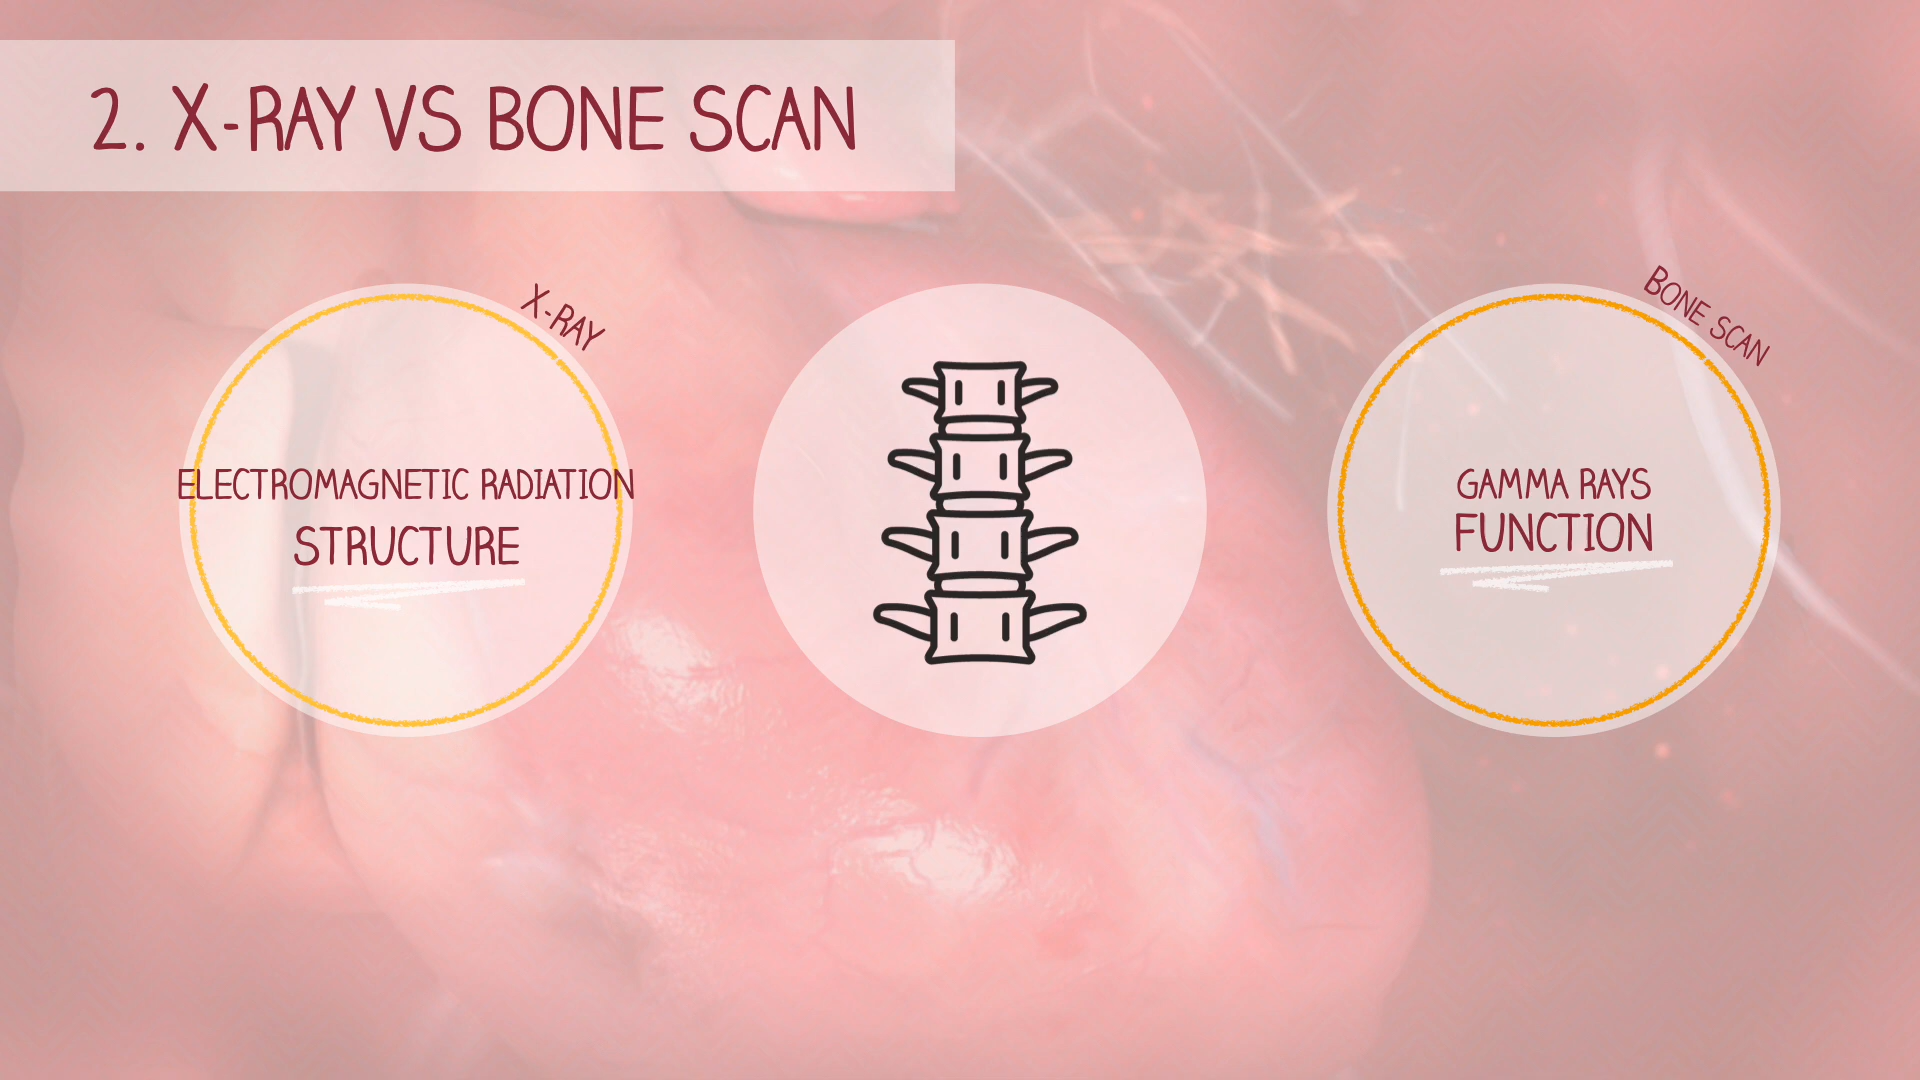 2. X-RAY VS BONE SCAN
X-RAY
ELECTROMAGNETIC RADIATION
STRUCTURE
BONE SCAN
GAMMA RAYS
FUNCTION